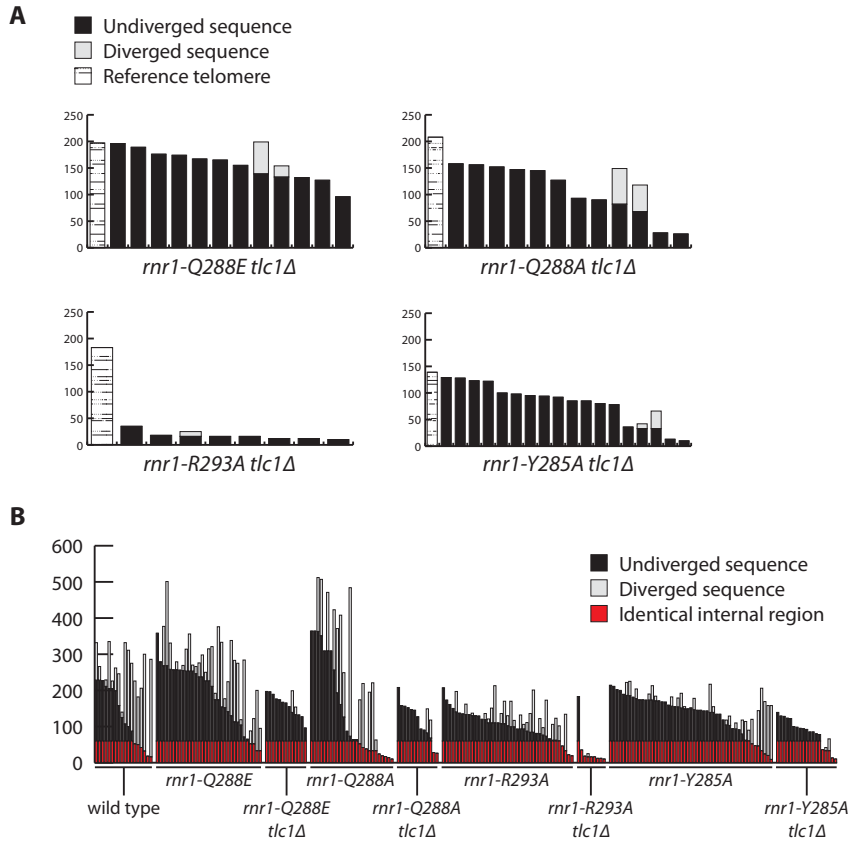 A
Undiverged sequence
Diverged sequence
Reference telomere
250
200
150
100
50
0
rnr1-Q288E tlc1Δ
250
200
150
100
50
0
rnr1-Q288A tlc1Δ
250
200
150
100
50
0
rnr1-R293A tlc1Δ
250
200
150
100
50
0
rnr1-Y285A tlc1Δ
B
600
500
400
300
200
100
0
Undiverged sequence
Diverged sequence
Identical internal region
wild type
rnr1-Q288E
rnr1-Q288E
tlc1Δ
rnr1-Q288A
rnr1-Q288A
tlc1Δ
rnr1-R293A
rnr1-R293A
tlc1Δ
rnr1-Y285A
rnr1-Y285A
tlc1Δ